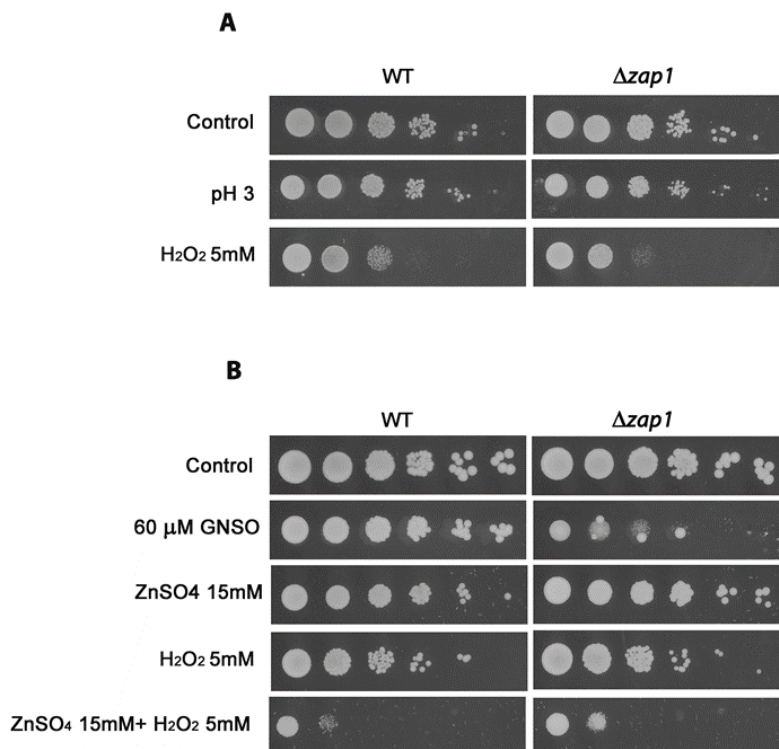 A
WT Δzap1
Control
pH 3
H₂O₂ 5mM
B
WT Δzap1
Control
60 µM GNSO
ZnSO4 15mM
H₂O₂ 5mM
ZnSO₄ 15mM+ H₂O₂ 5mM